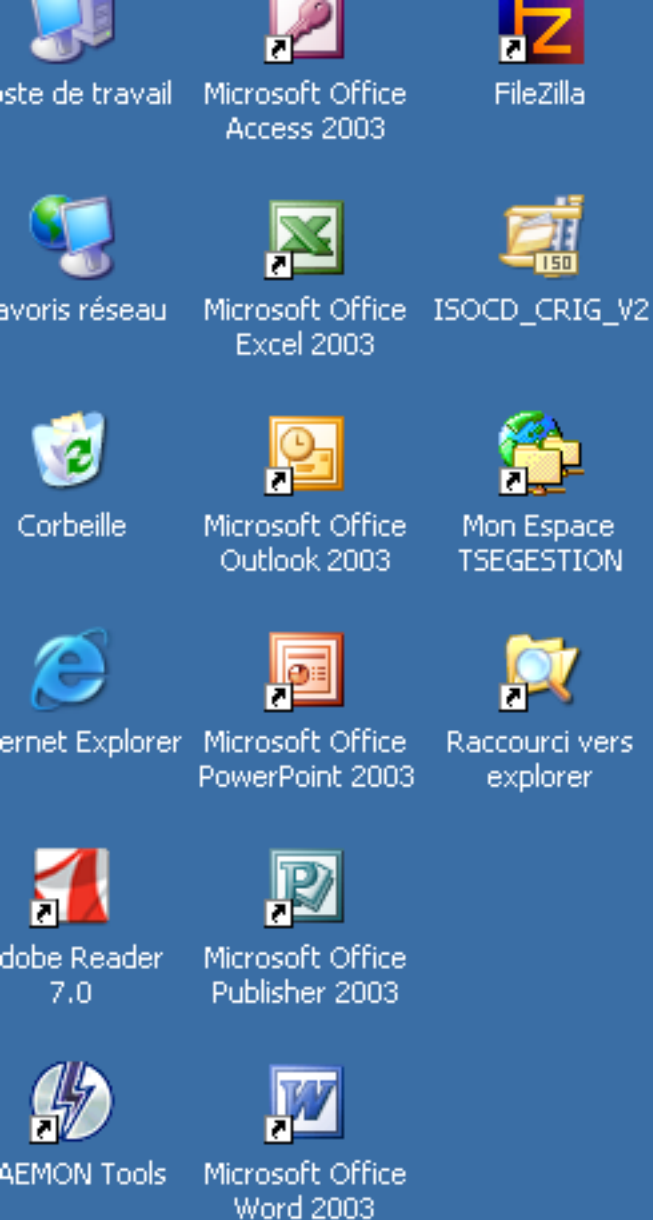 oste de travail
Microsoft Office
Access 2003
FileZilla
avoris réseau
Microsoft Office
Excel 2003
ISO
ISOCD_CRIG_V2
Corbeille
Microsoft Office
Outlook 2003
Mon Espace
TSEGESTION
ernet Explorer
Microsoft Office
PowerPoint 2003
Raccourci vers
explorer
dobe Reader
7.0
Microsoft Office
Publisher 2003
AEMON Tools
Microsoft Office
Word 2003